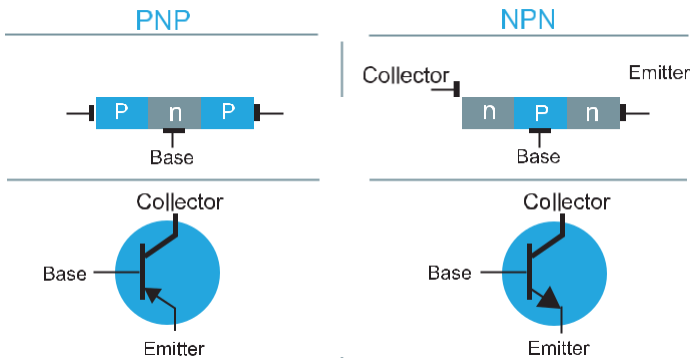 PNP
P n P
Base
Collector
Base
Emitter
NPN
Collector
Emitter
n P n
Base
Collector
Base
Emitter